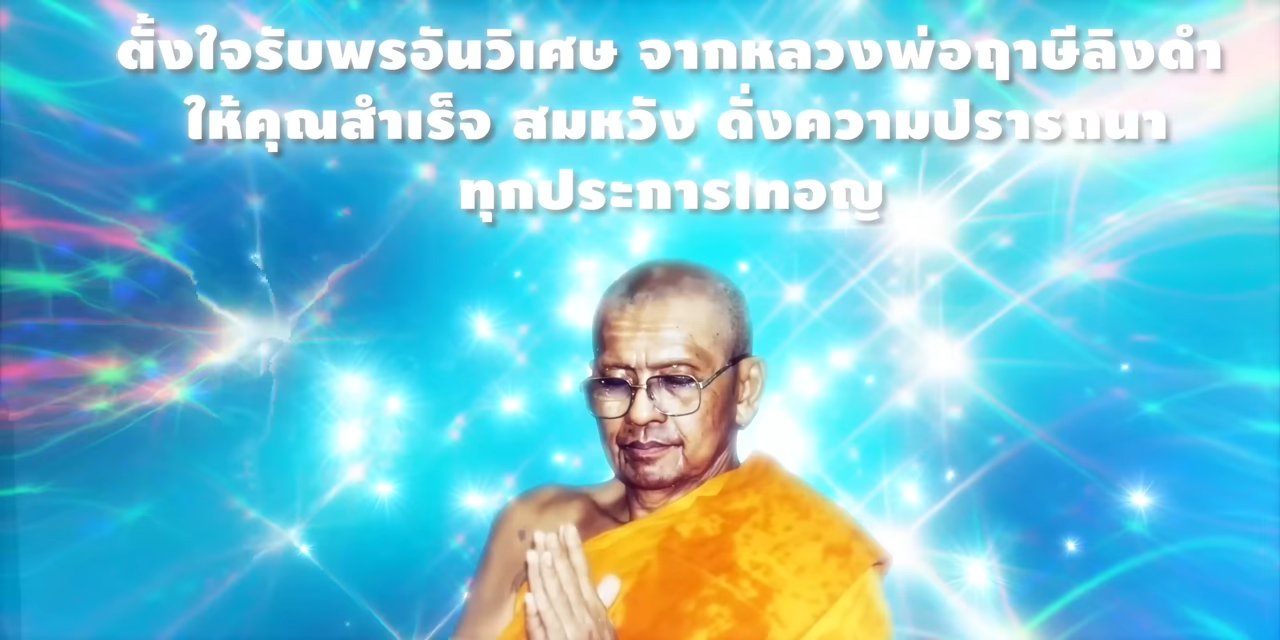 ตั้งใจรับพรอันวิเศษ จากหลวงพ่อฤาษีลิงดำ
ให้คุณสำเร็จ สมหวัง ดั่งความปรารถนา
ทุกประการเทอญ